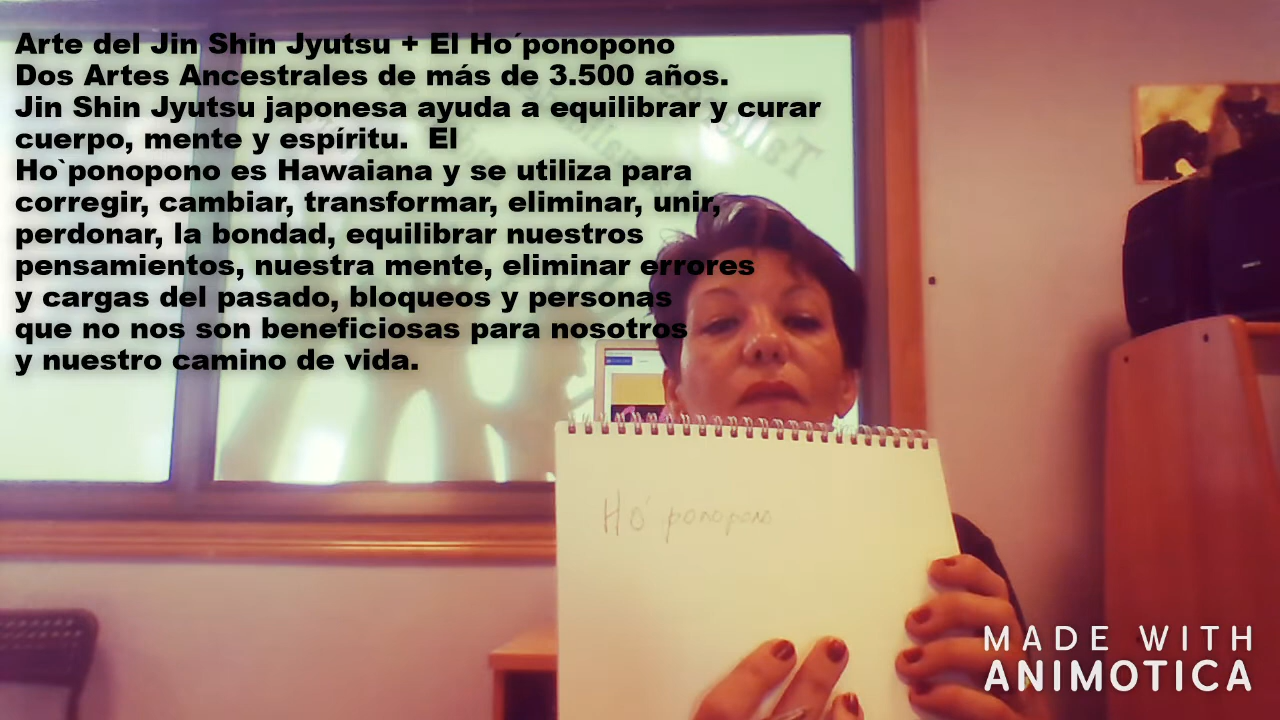 Arte del Jin Shin Jyutsu + El Ho´ponopono
Dos Artes Ancestrales de más de 3.500 años.
Jin Shin Jyutsu japonesa ayuda a equilibrar y curar
cuerpo, mente y espíritu.  El
Ho`ponopono es Hawaiana y se utiliza para
corregir, cambiar, transformar, eliminar, unir,
perdonar, la bondad, equilibrar nuestros
pensamientos, nuestra mente, eliminar errores
y cargas del pasado, bloqueos y personas
que no nos son beneficiosas para nosotros
y nuestro camino de vida.
Ho´ponopono
MADE WITH
ANIMOTICA